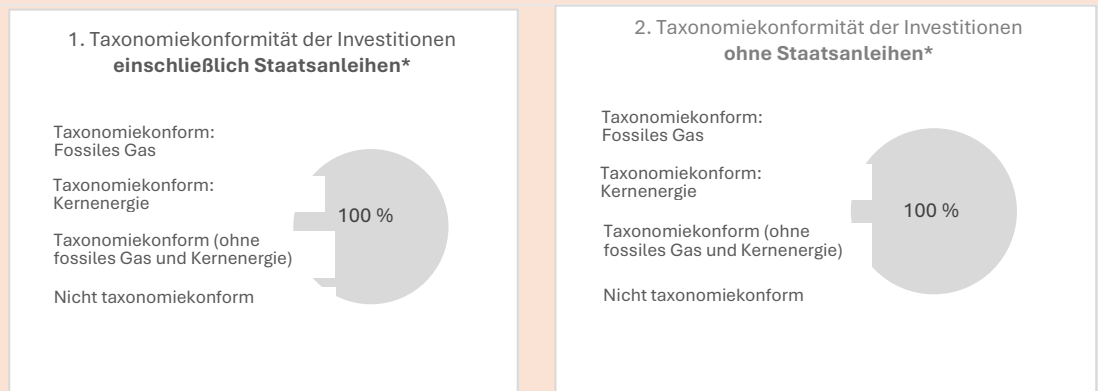 1. Taxonomiekonformität der Investitionen
einschließlich Staatsanleihen*
Taxonomiekonform:
Fossiles Gas
Taxonomiekonform:
Kernenergie
Taxonomiekonform (ohne
fossiles Gas und Kernenergie)
Nicht taxonomiekonform
100 %
2. Taxonomiekonformität der Investitionen
ohne Staatsanleihen*
Taxonomiekonform:
Fossiles Gas
Taxonomiekonform:
Kernenergie
Taxonomiekonform (ohne
fossiles Gas und Kernenergie)
Nicht taxonomiekonform
100 %